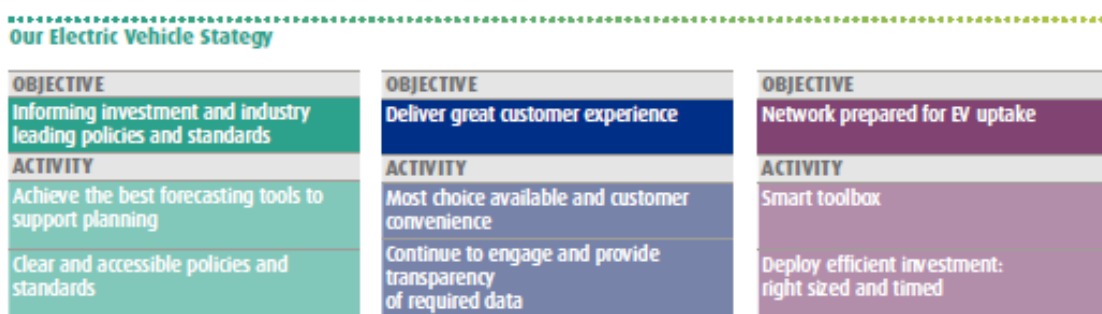 Our Electric Vehicle Stategy
OBJECTIVE
Informing investment and industry
leading policies and standards
ACTIVITY
Achieve the best forecasting tools to
support planning
Clear and accessible policies and
standards
OBJECTIVE
Deliver great customer experience
ACTIVITY
Most choice available and customer
convenience
Continue to engage and provide
transparency
of required data
OBJECTIVE
Network prepared for EV uptake
ACTIVITY
Smart toolbox
Deploy efficient investment:
right sized and timed